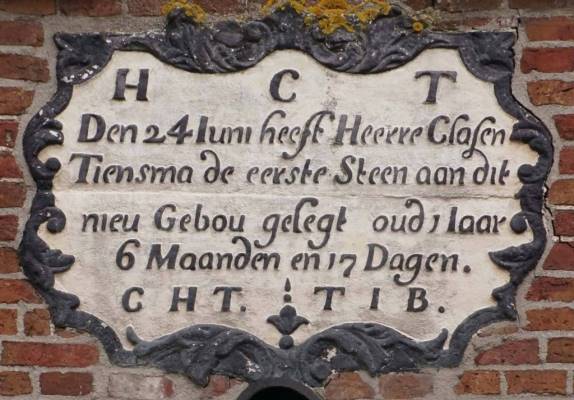 H C T
Den 24 Iuni heeft Heerre Clasen
Tiensma de eerste Steen aan dit
nieu Gebou gelegt oud 1 Iaar
6 Maanden en 17 Dagen.
C H T. T I B.